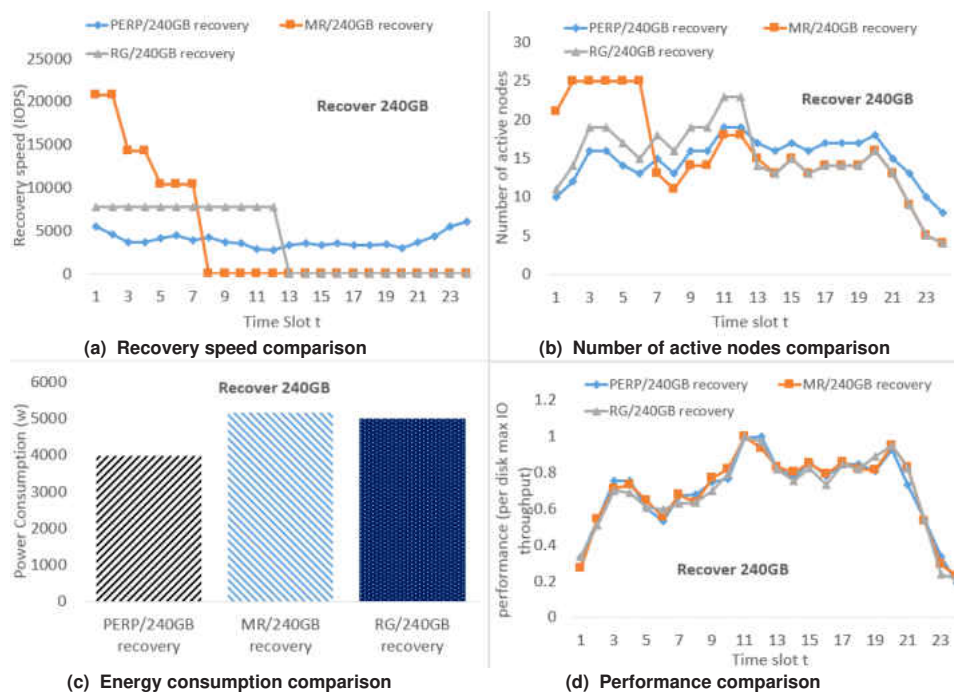 PERP/240GB recovery
MR/240GB recovery
RG/240GB recovery
25000
20000
15000
10000
5000
0
Recovery speed (IOPS)
Recover 240GB
1 3 5 7 9 11 13 15 17 19 21 23
Time Slot t
(a) Recovery speed comparison
PERP/240GB recovery
MR/240GB recovery
RG/240GB recovery
30
25
20
15
10
5
0
Number of active nodes
Recover 240GB
1 3 5 7 9 11 13 15 17 19 21 23
Time slot t
(b) Number of active nodes comparison
6000
5000
4000
3000
2000
1000
0
Power Consumption (w)
Recover 240GB
PERP/240GB
recovery
MR/240GB
recovery
RG/240GB
recovery
(c) Energy consumption comparison
PERP/240GB recovery
MR/240GB recovery
RG/240GB recovery
1.2
1
0.8
0.6
0.4
0.2
0
performance (per disk max IO
throughput)
Recover 240GB
1 3 5 7 9 11 13 15 17 19 21 23
Time slot t
(d) Performance comparison